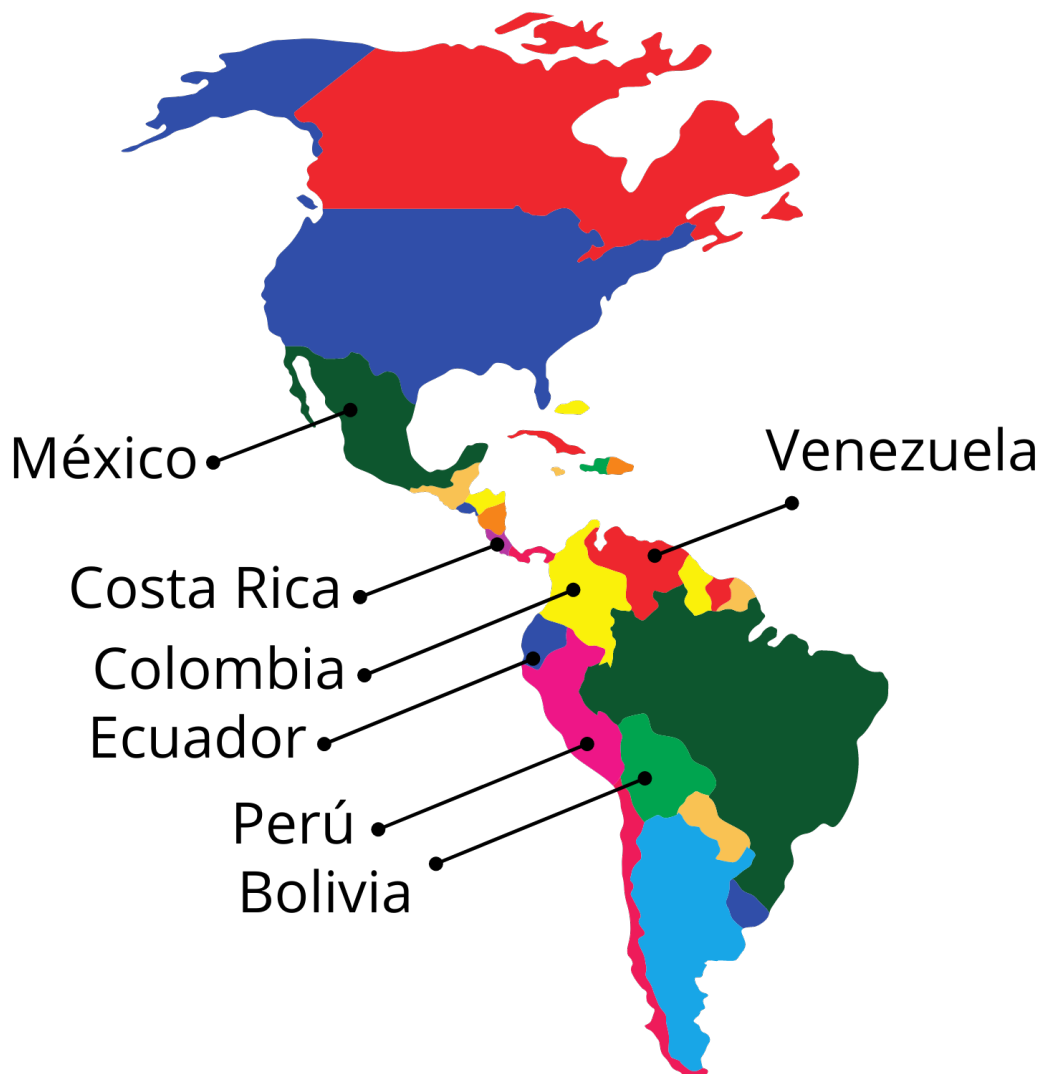 México
Venezuela
Costa Rica
Colombia
Ecuador
Perú
Bolivia